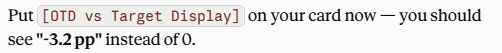 Put [OTD vs Target Display] on your card now — you should
see "-3.2 pp" instead of 0.